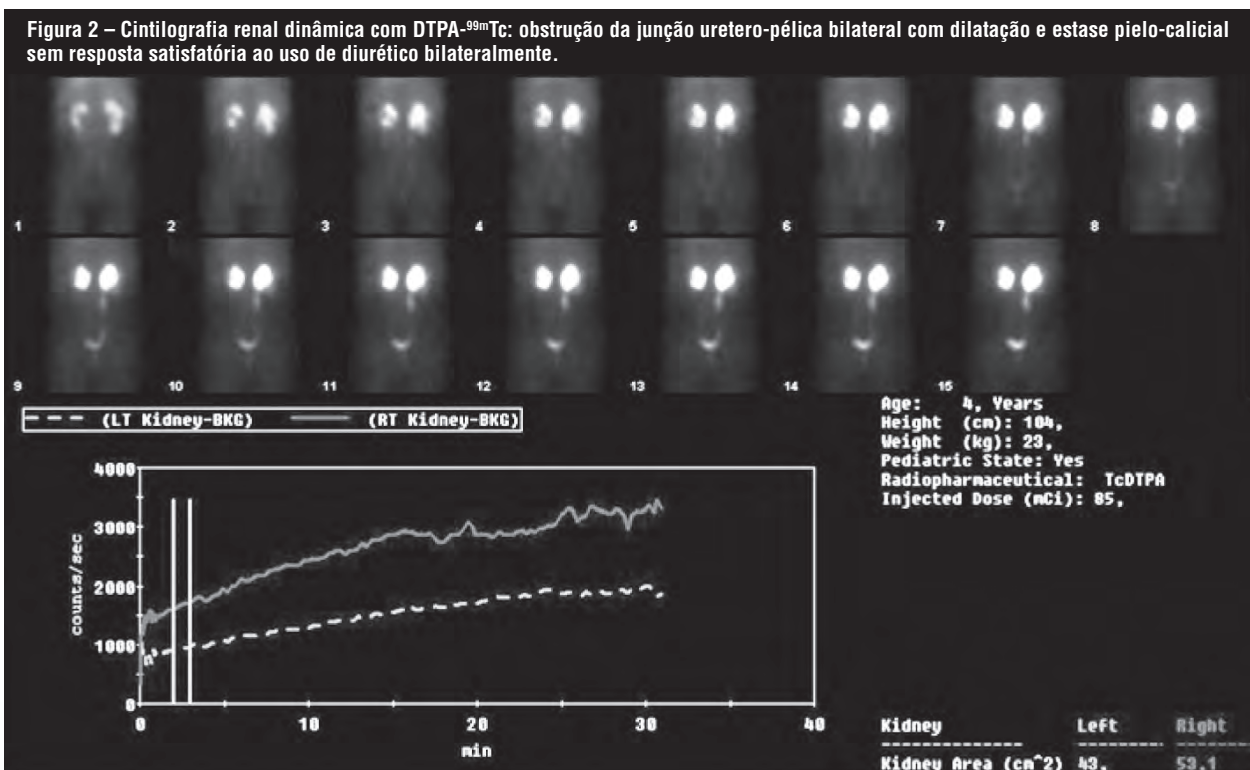 Figura 2 – Cintilografia renal dinâmica com DTPA-⁹⁹ᵐTc: obstrução da junção uretero-pélica bilateral com dilatação e estase pielo-calicial
sem resposta satisfatória ao uso de diurético bilateralmente.
1 2 3 4 5 6 7 8
9 10 11 12 13 14 15
(LT Kidney-BKG) (RT Kidney-BKG)
Age: 4, Years
Height (cm): 104,
Weight (kg): 23,
Pediatric State: Yes
Radiopharmaceutical: TcDTPA
Injected Dose (mCi): 85,
4000
3000
2000
1000
0
counts/sec
0 10 20 30 40
min
Kidney Left Right
Kidney Area (cm^2) 43, 53.1